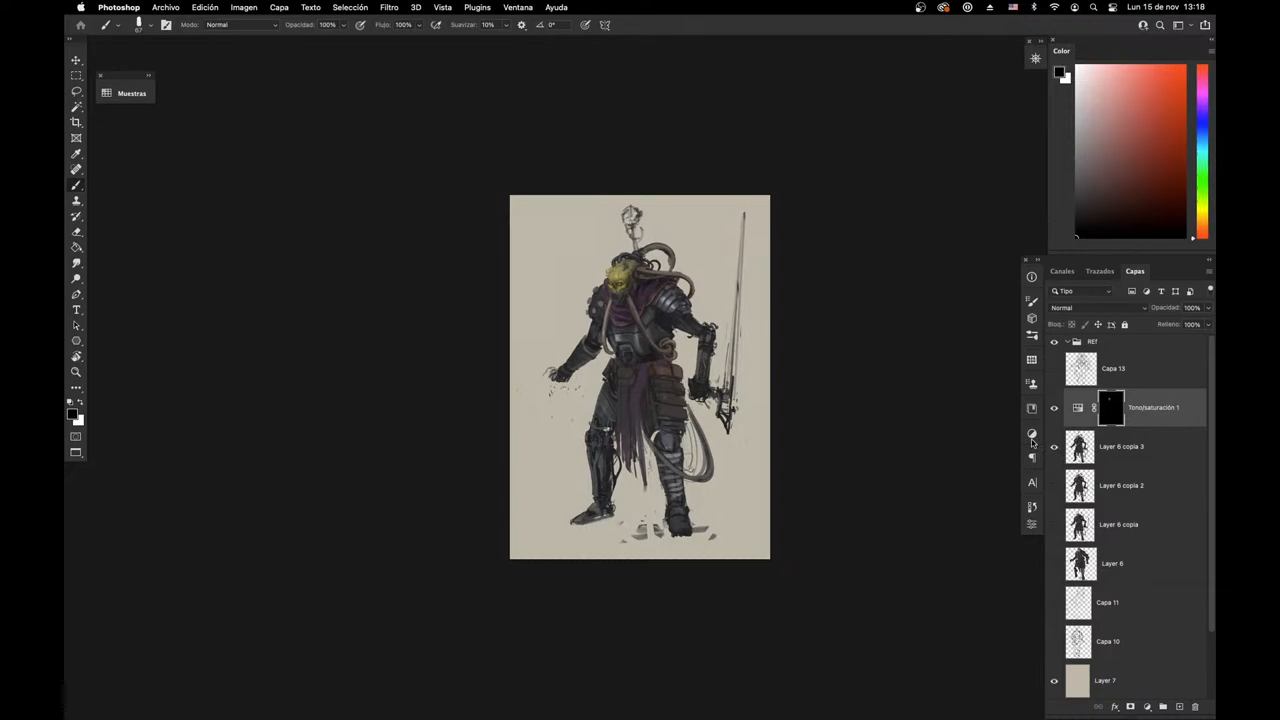 Photoshop Archivo Edición Imagen Capa Texto Selección Filtro 3D Vista Plugins Ventana Ayuda Lun 15 de nov 13:18
67 Modo: Normal Opacidad: 100% Flujo: 100% Suavizar: 10% 0°
Color
Muestras
Canales Trazados Capas
Tipo
Normal Opacidad: 100%
Bloq.: Relleno: 100%
REf
Capa 13
Tono/saturación 1
Layer 6 copia 3
Layer 6 copia 2
Layer 6 copia
Layer 6
Capa 11
Capa 10
Layer 7